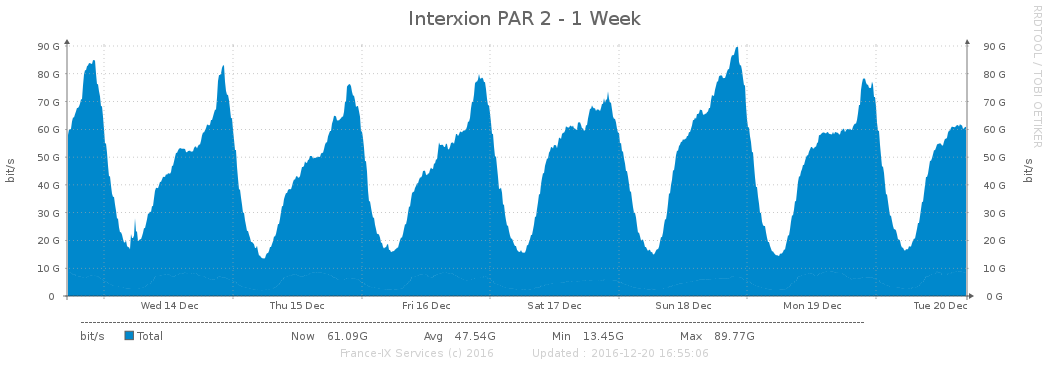 Interxion PAR 2 - 1 Week
RRDTOOL / TOBI OETIKER
90 G 90 G
80 G 80 G
70 G 70 G
60 G 60 G
50 G 50 G
40 G 40 G
30 G 30 G
20 G 20 G
10 G 10 G
0 0 G
bit/s
bit/s
Wed 14 Dec Thu 15 Dec Fri 16 Dec Sat 17 Dec Sun 18 Dec Mon 19 Dec Tue 20 Dec
bit/s Total Now 61.09G Avg 47.54G Min 13.45G Max 89.77G
France-IX Services (c) 2016 Updated : 2016-12-20 16:55:06